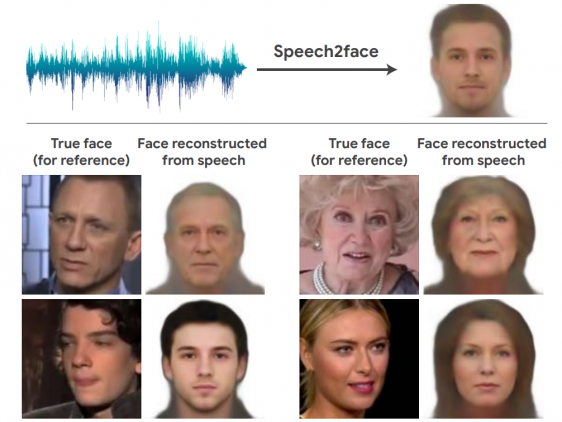 Speech2face
True face
(for reference)
Face reconstructed
from speech
True face
(for reference)
Face reconstructed
from speech